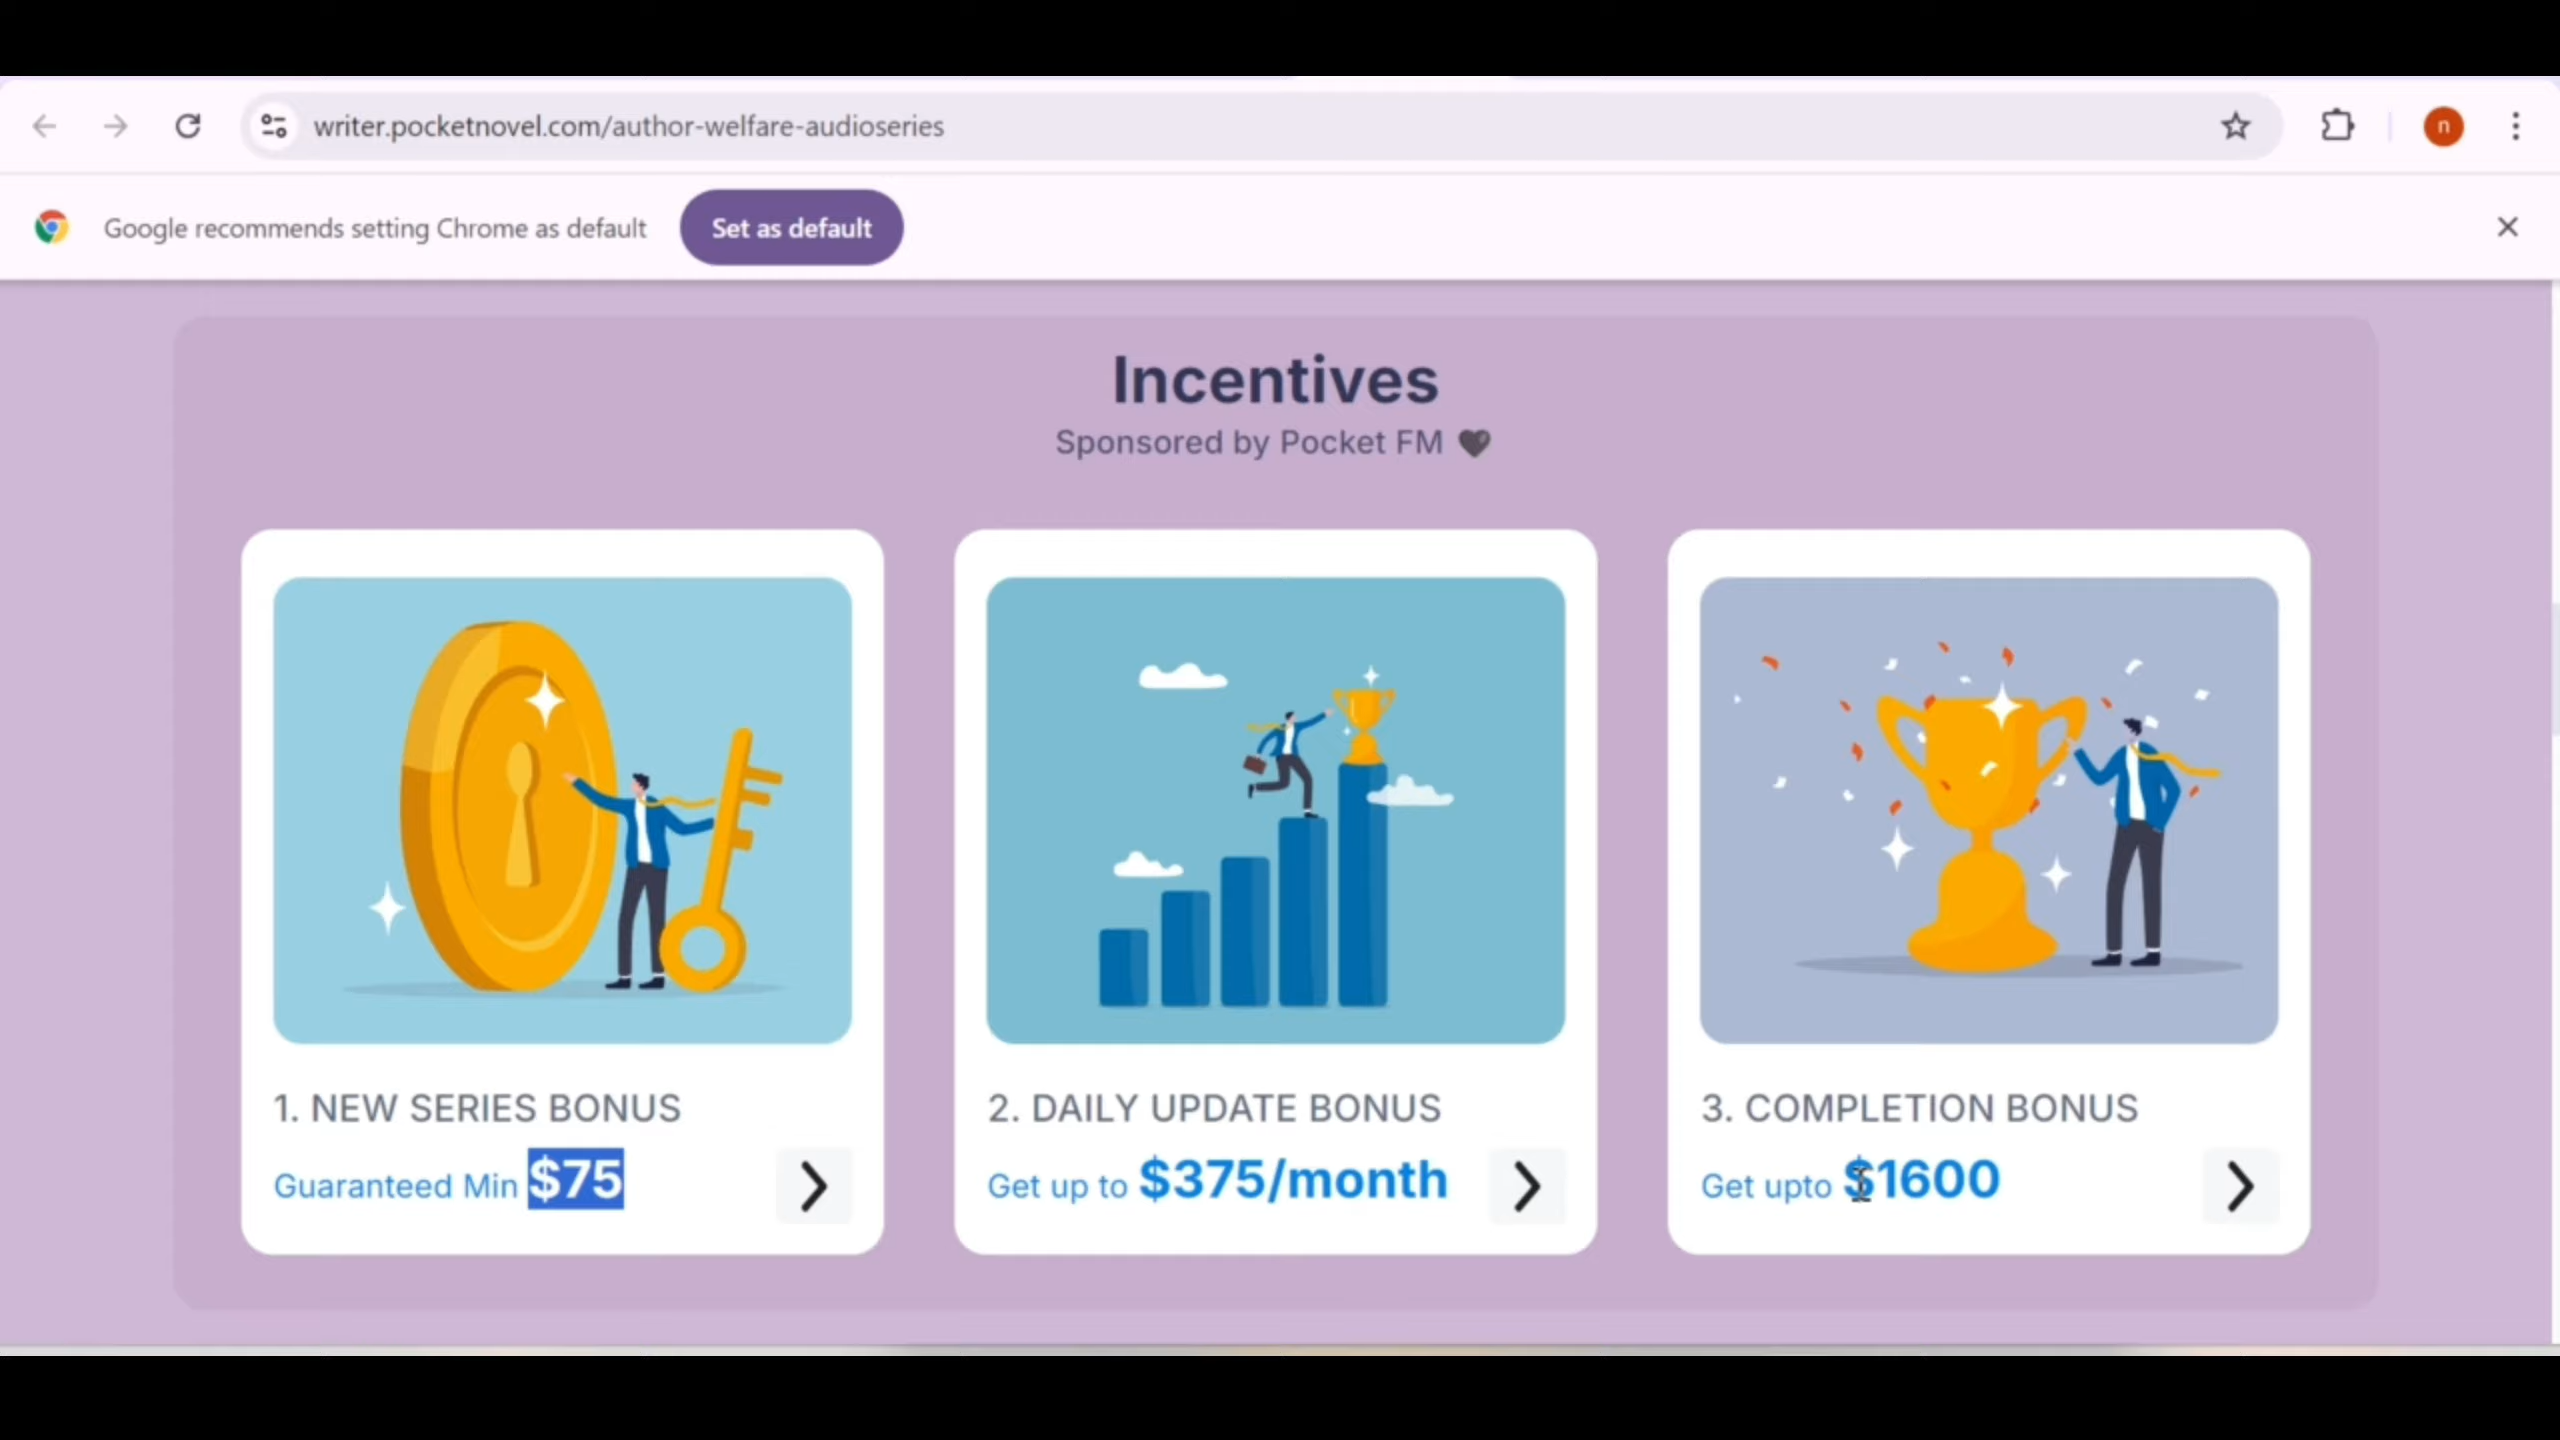 writer.pocketnovel.com/author-welfare-audioseries
n
Google recommends setting Chrome as default
Set as default
Incentives
Sponsored by Pocket FM
1. NEW SERIES BONUS
Guaranteed Min $75
2. DAILY UPDATE BONUS
Get up to $375/month
3. COMPLETION BONUS
Get upto $1600